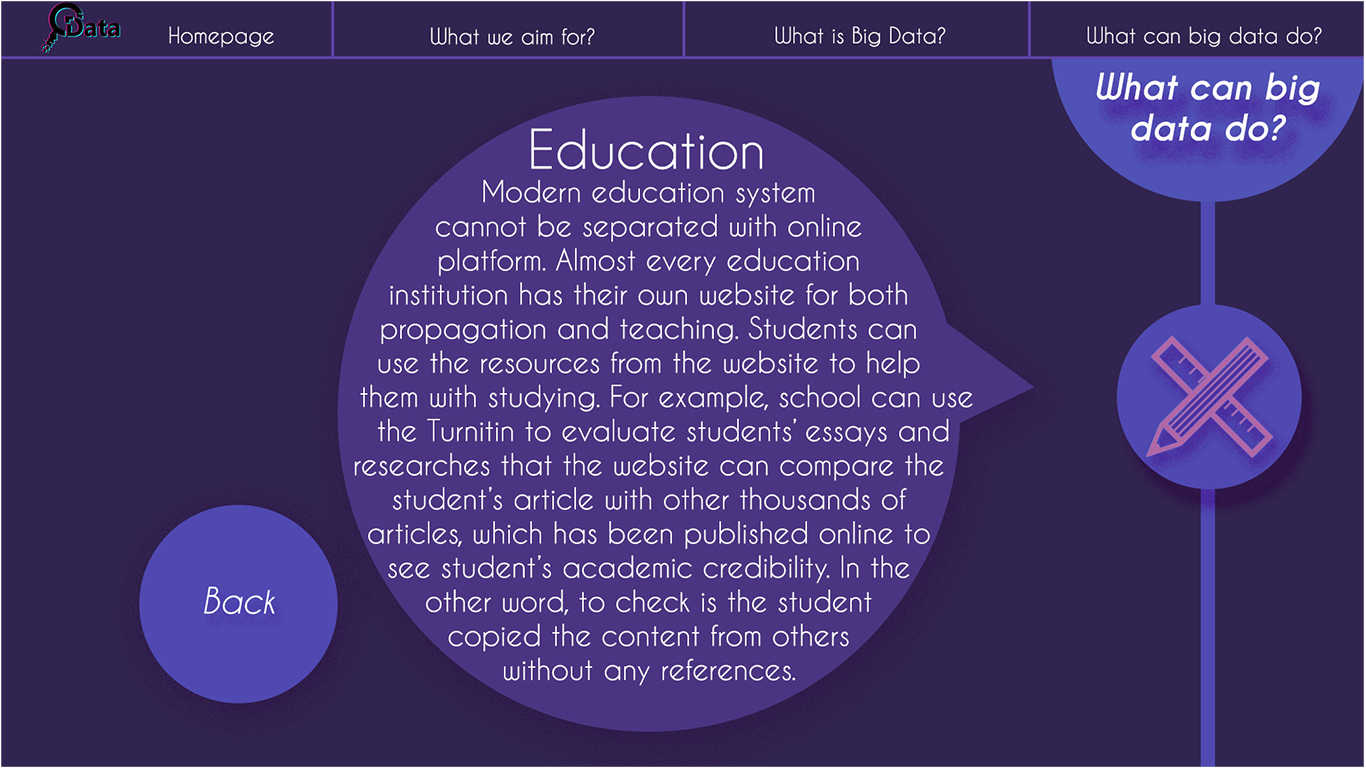 Data
Homepage
What we aim for?
What is Big Data?
What can big data do?
What can big
data do?
Education
Modern education system
cannot be separated with online
platform. Almost every education
institution has their own website for both
propagation and teaching. Students can
use the resources from the website to help
them with studying. For example, school can use
the Turnitin to evaluate students' essays and
researches that the website can compare the
student's article with other thousands of
articles, which has been published online to
see student's academic credibility. In the
other word, to check is the student
copied the content from others
without any references.
Back